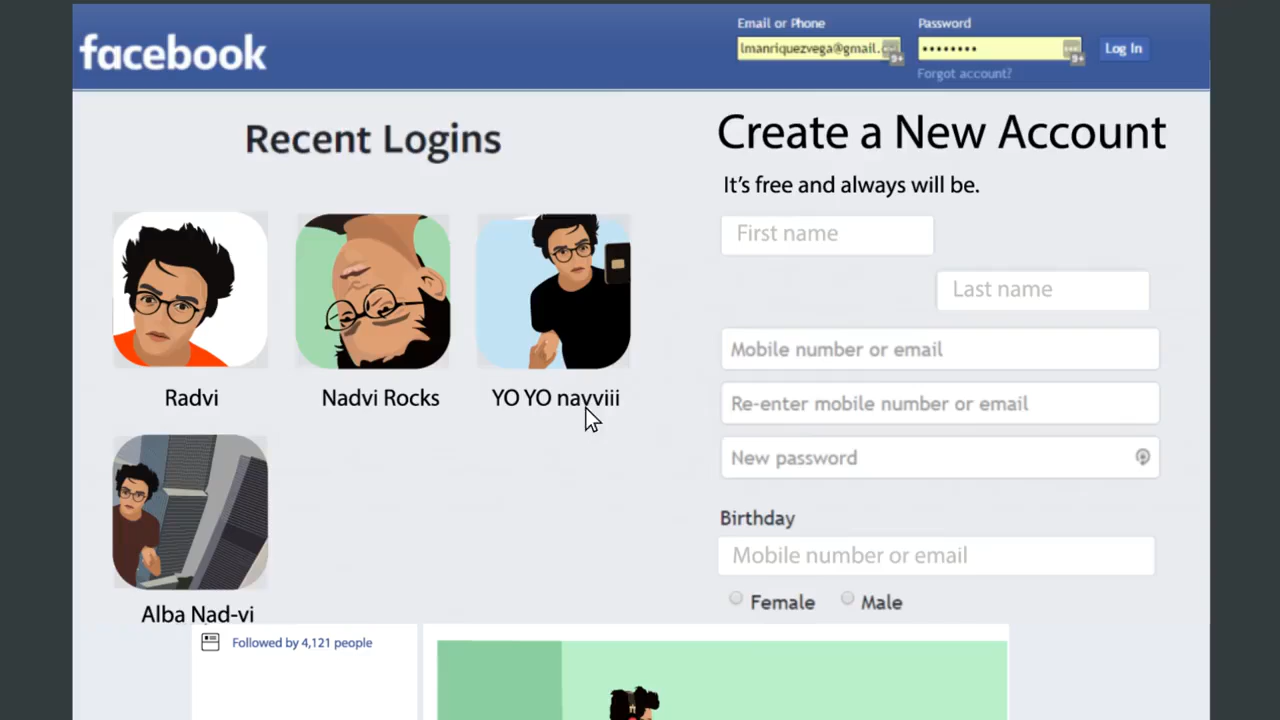 facebook
Email or Phone
Password
lmanriquezvega@gmail.
Log In
Forgot account?
Recent Logins
Create a New Account
It's free and always will be.
First name
Last name
Mobile number or email
Re-enter mobile number or email
New password
Radvi
Nadvi Rocks
YO YO navviii
Birthday
Mobile number or email
Female
Male
Alba Nad-vi
Followed by 4,121 people